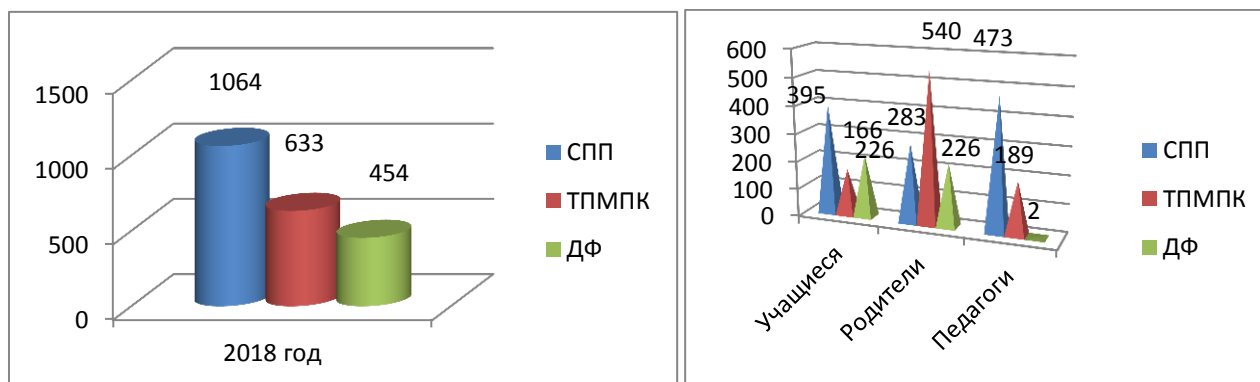 1500
1000
500
0
1064
633
454
2018 год
СПП
ТПМПК
ДФ
600
500
400
300
200
100
0
395
166
226
283
540
226
473
189
2
Учащиеся
Родители
Педагоги
СПП
ТПМПК
ДФ